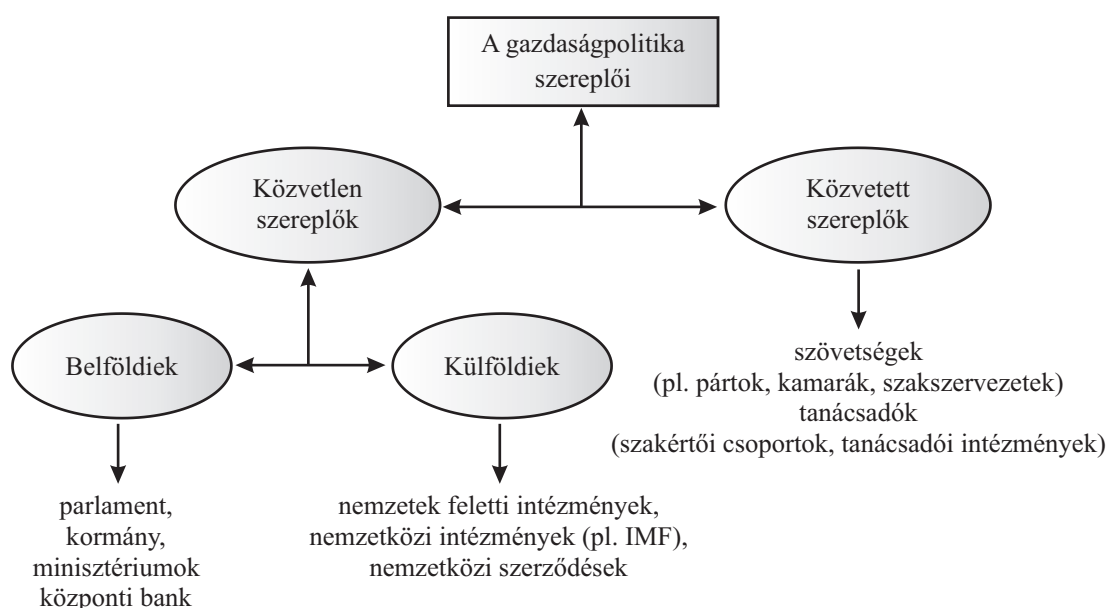 A gazdaságpolitika
szereplői
Közvetlen
szereplők
Közvetett
szereplők
Belföldiek
Külföldiek
szövetségek
(pl. pártok, kamarák, szakszervezetek)
tanácsadók
(szakértői csoportok, tanácsadói intézmények)
parlament,
kormány,
minisztériumok
központi bank
nemzetek feletti intézmények,
nemzetközi intézmények (pl. IMF),
nemzetközi szerződések